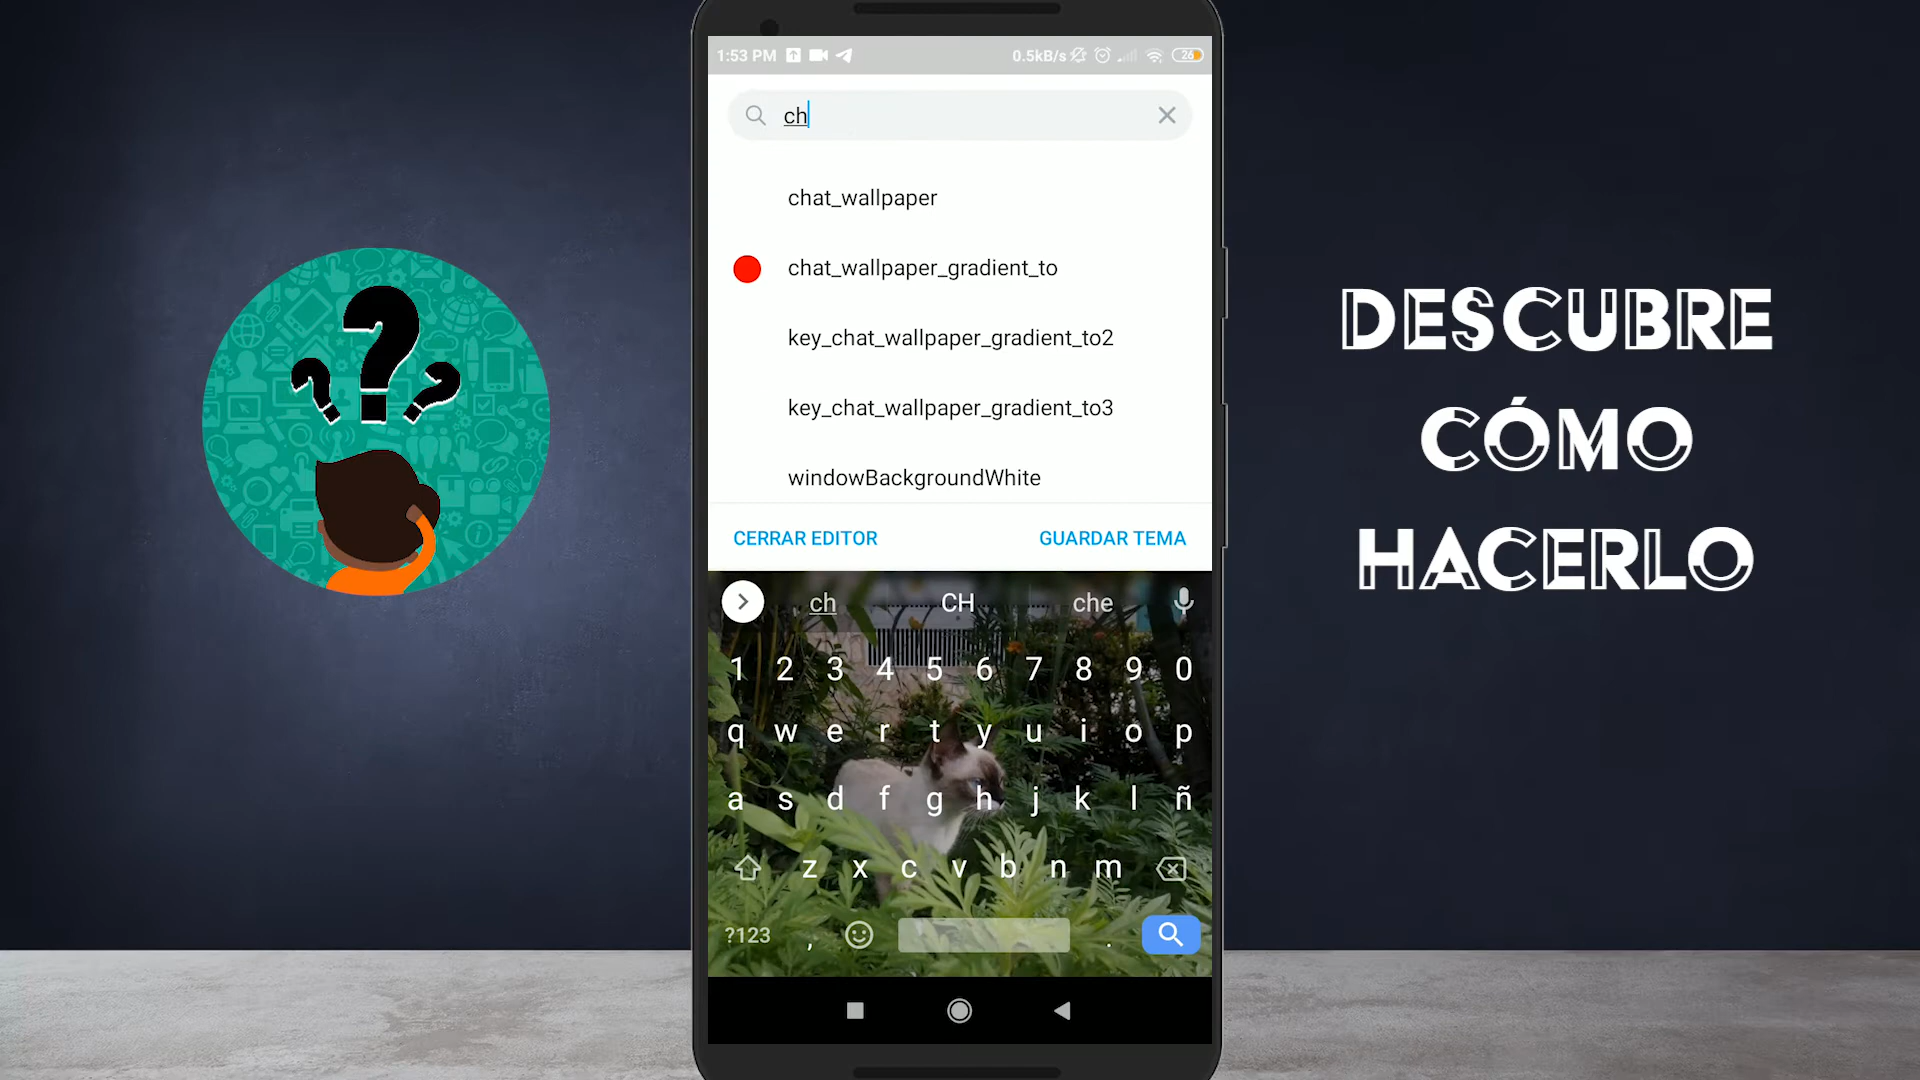 1:53 PM 0.5kB/s 26
ch
chat_wallpaper
chat_wallpaper_gradient_to
key_chat_wallpaper_gradient_to2
key_chat_wallpaper_gradient_to3
windowBackgroundWhite
CERRAR EDITOR GUARDAR TEMA
ch CH che
1 2 3 4 5 6 7 8 9 0
q w e r t y u i o p
a s d f g h j k l ñ
z x c v b n m
?123 , .
DESCUBRE
CÓMO
HACERLO